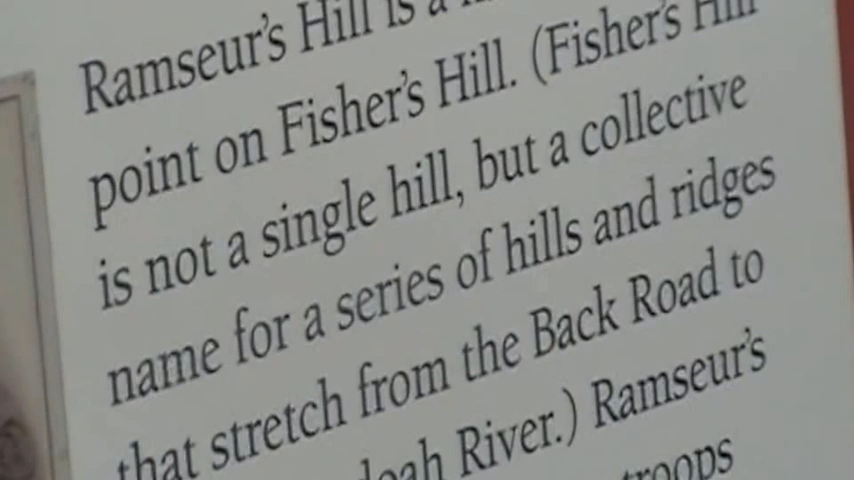 Ramseur's Hill is a
point on Fisher's Hill. (Fisher's Hill
is not a single hill, but a collective
name for a series of hills and ridges
that stretch from the Back Road to
River.) Ramseur's
troops